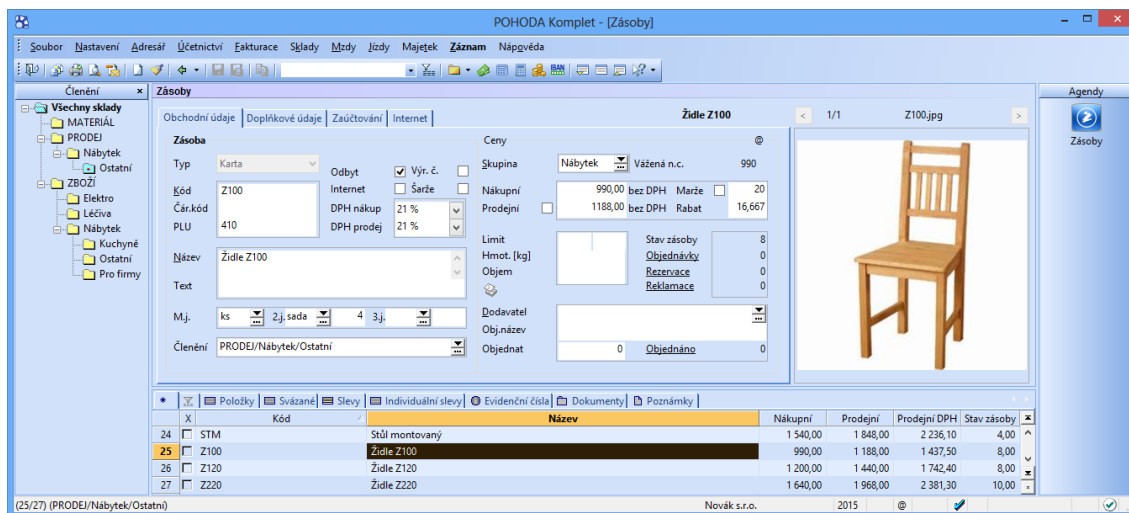 POHODA Komplet - [Zásoby]
Soubor Nastavení Adresář Účetnictví Fakturace Sklady Mzdy Jízdy Majetek Záznam Nápověda
IBAN
Členění
Všechny sklady
MATERIÁL
PRODEJ
Nábytek
Ostatní
ZBOŽÍ
Elektro
Léčiva
Nábytek
Kuchyně
Ostatní
Pro firmy
Zásoby
Obchodní údaje Doplňkové údaje Zaúčtování Internet Židle Z100
Zásoba
Typ Karta Odbyt Výr. č.
Internet Šarže
Kód Z100
Čár.kód DPH nákup 21 %
PLU 410 DPH prodej 21 %
Název Židle Z100
Text
M.j. ks 2.j. sada 4 3.j.
Členění PRODEJ/Nábytek/Ostatní
Ceny @
Skupina Nábytek Vážená n.c. 990
Nákupní 990,00 bez DPH Marže 20
Prodejní 1188,00 bez DPH Rabat 16,667
Limit Stav zásoby 8
Hmot. [kg] Objednávky 0
Objem Rezervace 0
Reklamace 0
Dodavatel
Obj.název
Objednat 0 Objednáno 0
< 1/1 Z100.jpg >
Agendy
Zásoby
Položky Svázané Slevy Individuální slevy Evidenční čísla Dokumenty Poznámky
X Kód Název Nákupní Prodejní Prodejní DPH Stav zásoby
24 STM Stůl montovaný 1 540,00 1 848,00 2 236,10 4,00
25 Z100 Židle Z100 990,00 1 188,00 1 437,50 8,00
26 Z120 Židle Z120 1 200,00 1 440,00 1 742,40 8,00
27 Z220 Židle Z220 1 640,00 1 968,00 2 381,30 10,00
(25/27) (PRODEJ/Nábytek/Ostatní) Novák s.r.o. 2015 @